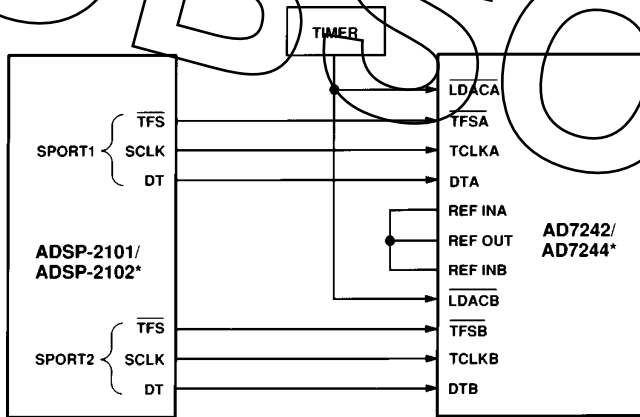 TIMER
TFS
SPORT1
SCLK
DT
ADSP-2101/
ADSP-2102*
TFS
SPORT2
SCLK
DT
LDACA
TFSA
TCLKA
DTA
REF INA
REF OUT
REF INB
LDACB
TFSB
TCLKB
DTB
AD7242/
AD7244*